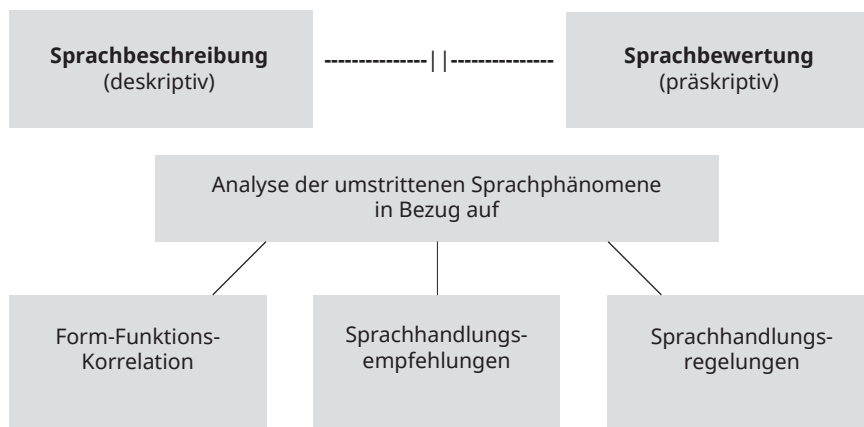 Sprachbeschreibung
(deskriptiv)
---------------||---------------
Sprachbewertung
(präskriptiv)
Analyse der umstrittenen Sprachphänomene
in Bezug auf
Form-Funktions-
Korrelation
Sprachhandlungs-
empfehlungen
Sprachhandlungs-
regelungen